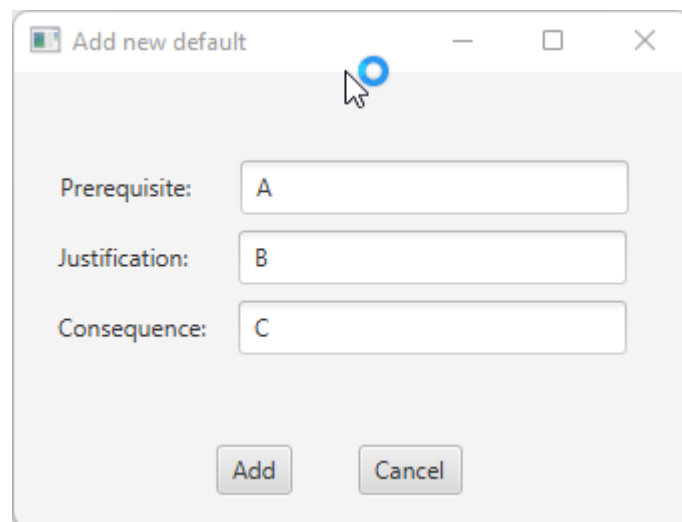 Add new default
Prerequisite: A
Justification: B
Consequence: C
Add Cancel